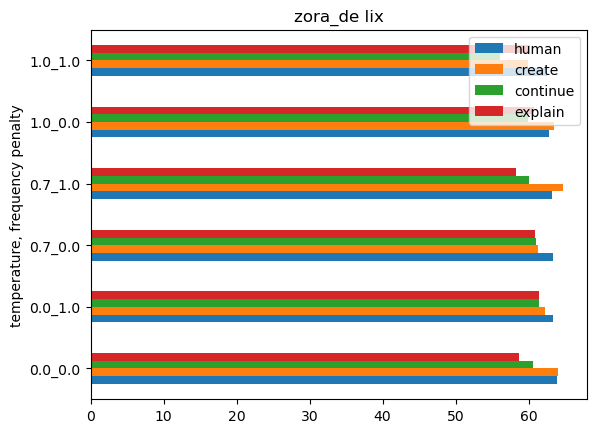 zora_de lix
human
create
continue
explain
temperature, frequency penalty
1.0_1.0
1.0_0.0
0.7_1.0
0.7_0.0
0.0_1.0
0.0_0.0
0 10 20 30 40 50 60